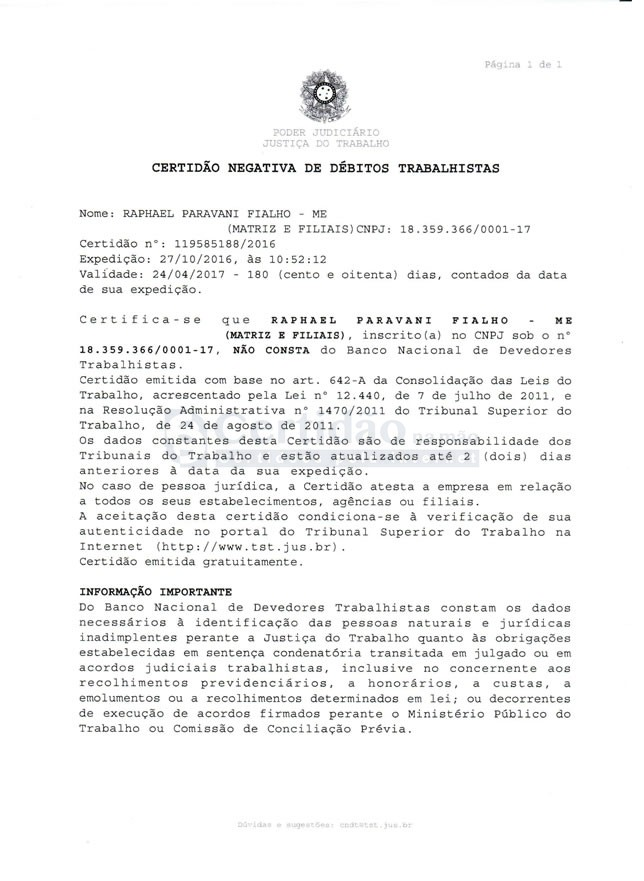 Página 1 de 1
PODER JUDICIÁRIO
JUSTIÇA DO TRABALHO
CERTIDÃO NEGATIVA DE DÉBITOS TRABALHISTAS
Nome: RAPHAEL PARAVANI FIALHO - ME
(MATRIZ E FILIAIS)CNPJ: 18.359.366/0001-17
Certidão nº: 119585188/2016
Expedição: 27/10/2016, às 10:52:12
Validade: 24/04/2017 - 180 (cento e oitenta) dias, contados da data
de sua expedição.
Certifica-se que RAPHAEL PARAVANI FIALHO - ME
(MATRIZ E FILIAIS), inscrito(a) no CNPJ sob o nº
18.359.366/0001-17, NÃO CONSTA do Banco Nacional de Devedores
Trabalhistas.
Certidão emitida com base no art. 642-A da Consolidação das Leis do
Trabalho, acrescentado pela Lei nº 12.440, de 7 de julho de 2011, e
na Resolução Administrativa nº 1470/2011 do Tribunal Superior do
Trabalho, de 24 de agosto de 2011.
Os dados constantes desta Certidão são de responsabilidade dos
Tribunais do Trabalho e estão atualizados até 2 (dois) dias
anteriores à data da sua expedição.
No caso de pessoa jurídica, a Certidão atesta a empresa em relação
a todos os seus estabelecimentos, agências ou filiais.
A aceitação desta certidão condiciona-se à verificação de sua
autenticidade no portal do Tribunal Superior do Trabalho na
Internet (http://www.tst.jus.br).
Certidão emitida gratuitamente.
INFORMAÇÃO IMPORTANTE
Do Banco Nacional de Devedores Trabalhistas constam os dados
necessários à identificação das pessoas naturais e jurídicas
inadimplentes perante a Justiça do Trabalho quanto às obrigações
estabelecidas em sentença condenatória transitada em julgado ou em
acordos judiciais trabalhistas, inclusive no concernente aos
recolhimentos previdenciários, a honorários, a custas, a
emolumentos ou a recolhimentos determinados em lei; ou decorrentes
de execução de acordos firmados perante o Ministério Público do
Trabalho ou Comissão de Conciliação Prévia.
Dúvidas e sugestões: cndt@tst.jus.br
Certidão na mão